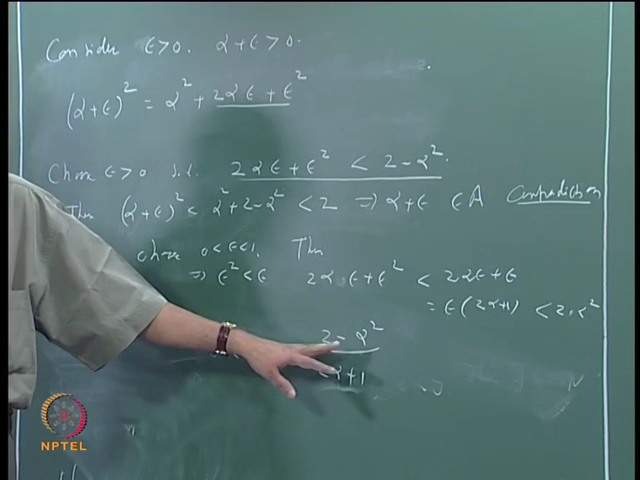 Consider ϵ>0. α+ϵ>0.
(α+ϵ)² = α² + 2αϵ + ϵ²
Choose ϵ>0 s.t. 2αϵ+ϵ² < 2-α².
Then (α+ϵ)² < α²+2-α² < 2 ⇒ α+ϵ ∈ A Contradiction
choose 0<ϵ<1. Then
⇒ ϵ²<ϵ 2αϵ+ϵ² < 2αϵ+ϵ
= ϵ(2α+1) < 2-α²
2-α²
α+1
NPTEL